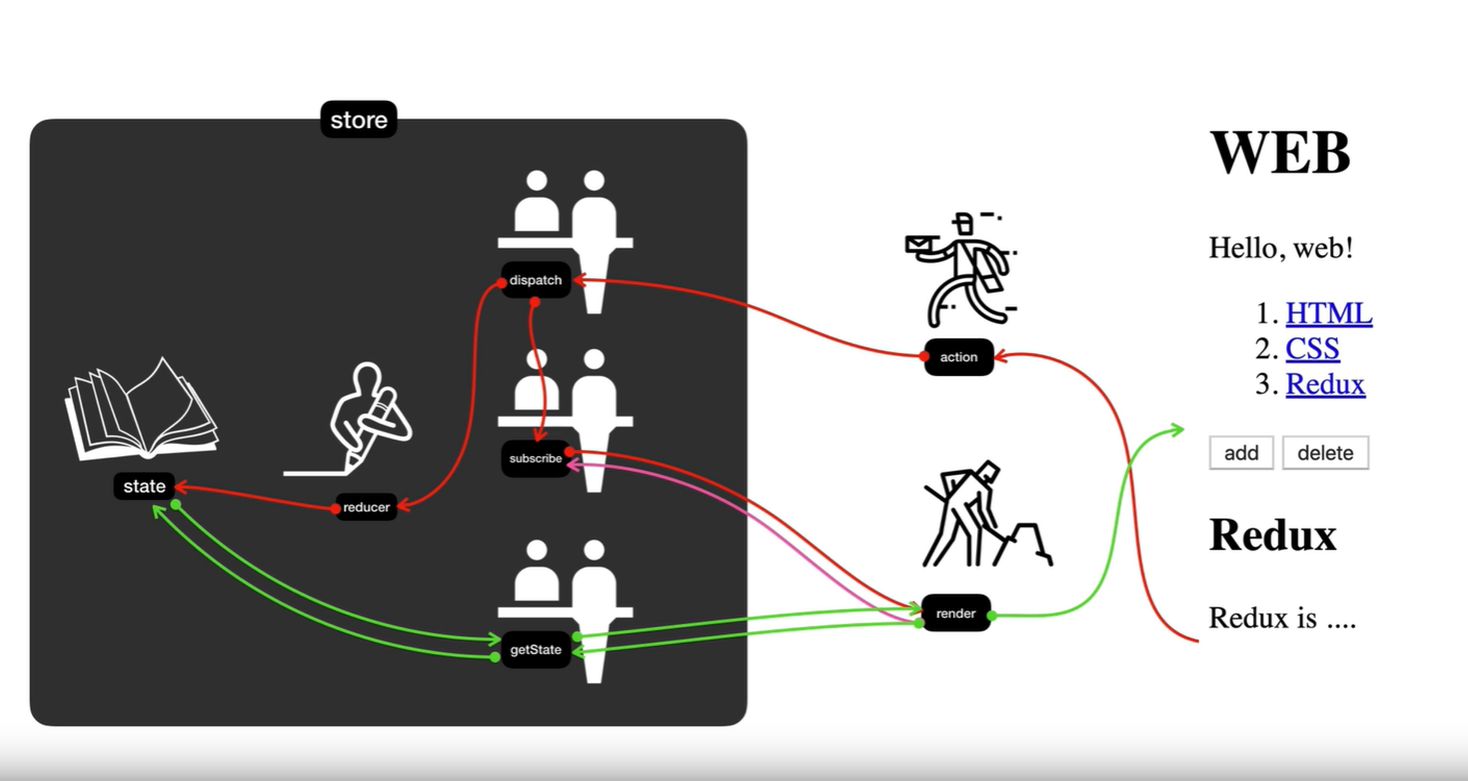 store
dispatch
subscribe
getState
state
reducer
action
render
WEB
Hello, web!
1. HTML
2. CSS
3. Redux
add delete
Redux
Redux is ....